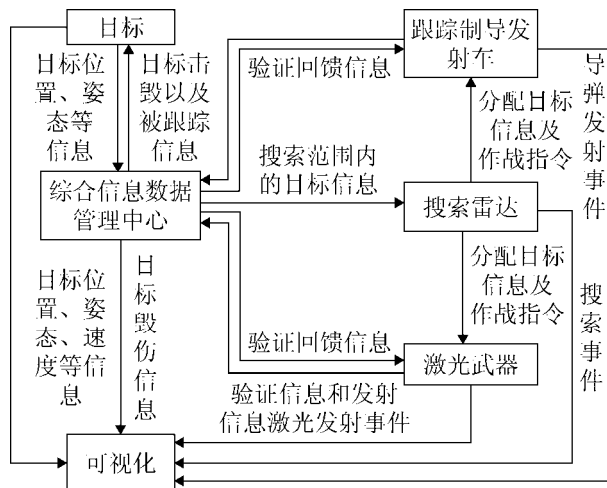 目标
跟踪制导发
射车
目标位
置、姿
态等
信息
目标击
毁以及
被跟踪
信息
验证回馈信息
导弹发射事件
分配目标
信息及
作战指令
搜索范围内
的目标信息
综合信息数据
管理中心
搜索雷达
目标位
置、姿
态、速
度等信
息
目标毁伤信息
分配目标
信息及
作战指令
搜索事件
验证回馈信息
激光武器
验证信息和发射
信息激光发射事件
可视化